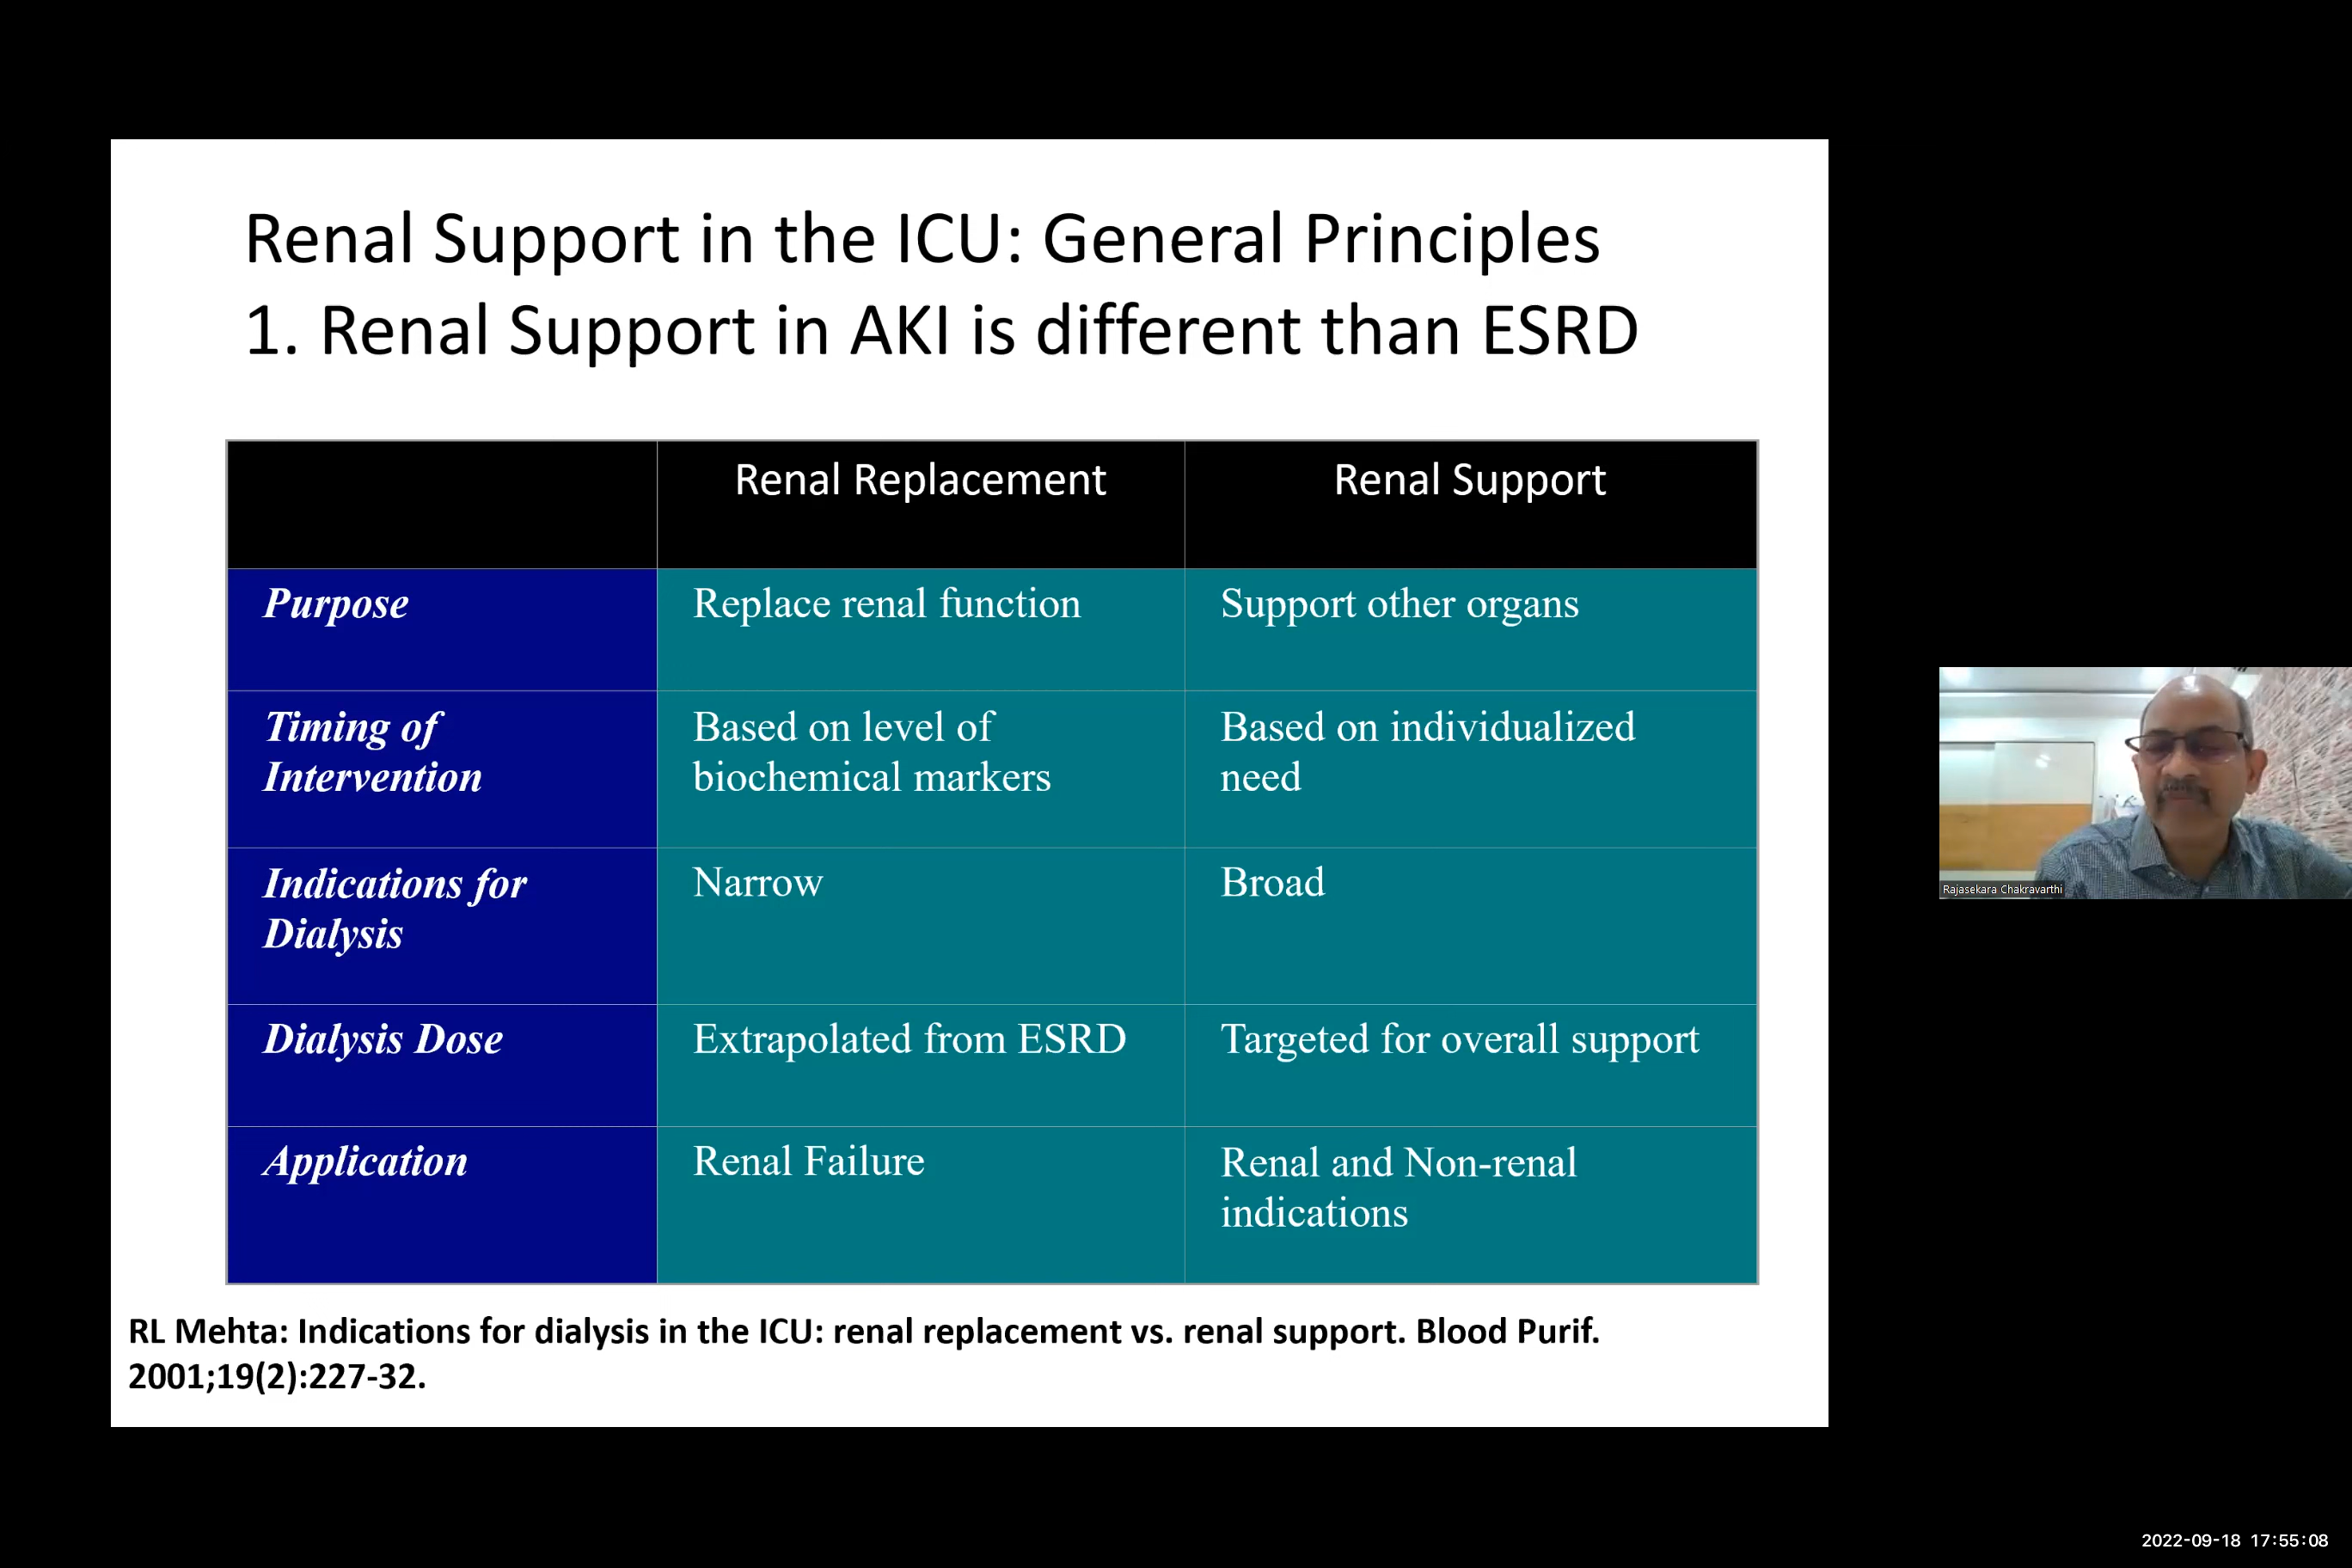 Renal Support in the ICU: General Principles
1. Renal Support in AKI is different than ESRD
Renal Replacement
Renal Support
Purpose
Replace renal function
Support other organs
Timing of
Intervention
Based on level of
biochemical markers
Based on individualized
need
Indications for
Dialysis
Narrow
Broad
Dialysis Dose
Extrapolated from ESRD
Targeted for overall support
Application
Renal Failure
Renal and Non-renal
indications
RL Mehta: Indications for dialysis in the ICU: renal replacement vs. renal support. Blood Purif.
2001;19(2):227-32.
Rajasekara Chakravarthi
2022-09-18 17:55:08